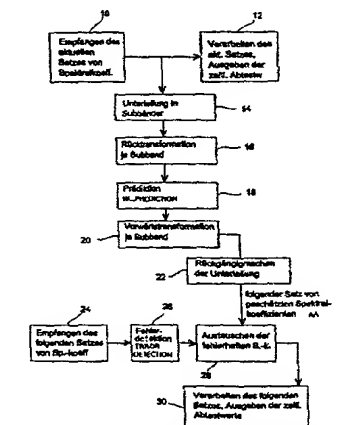 10
12
Empfangen des
aktuellen
Satzes von
Spektralkoeff.
Verarbeiten des
akt. Satzes,
Ausgeben der
zeitl. Abtastw.
Unterteilung in
Subbänder
14
Rücktransformation
je Subband
16
Prädiktion
PREDICTION
18
Vorwärtstransformation
je Subband
20
Rückgängigmachen
der Unterteilung
22
folgender Satz von
geschätzten Spektral-
koeffizienten AA
24
26
Empfangen des
folgenden Satzes
von Sp.-koeff
Fehler-
detektion
ERROR
DETECTION
Austauschen der
fehlerhaften S.-K.
28
30
Verarbeiten des folgenden
Satzes, Ausgeben der zeitl.
Abtastwerte